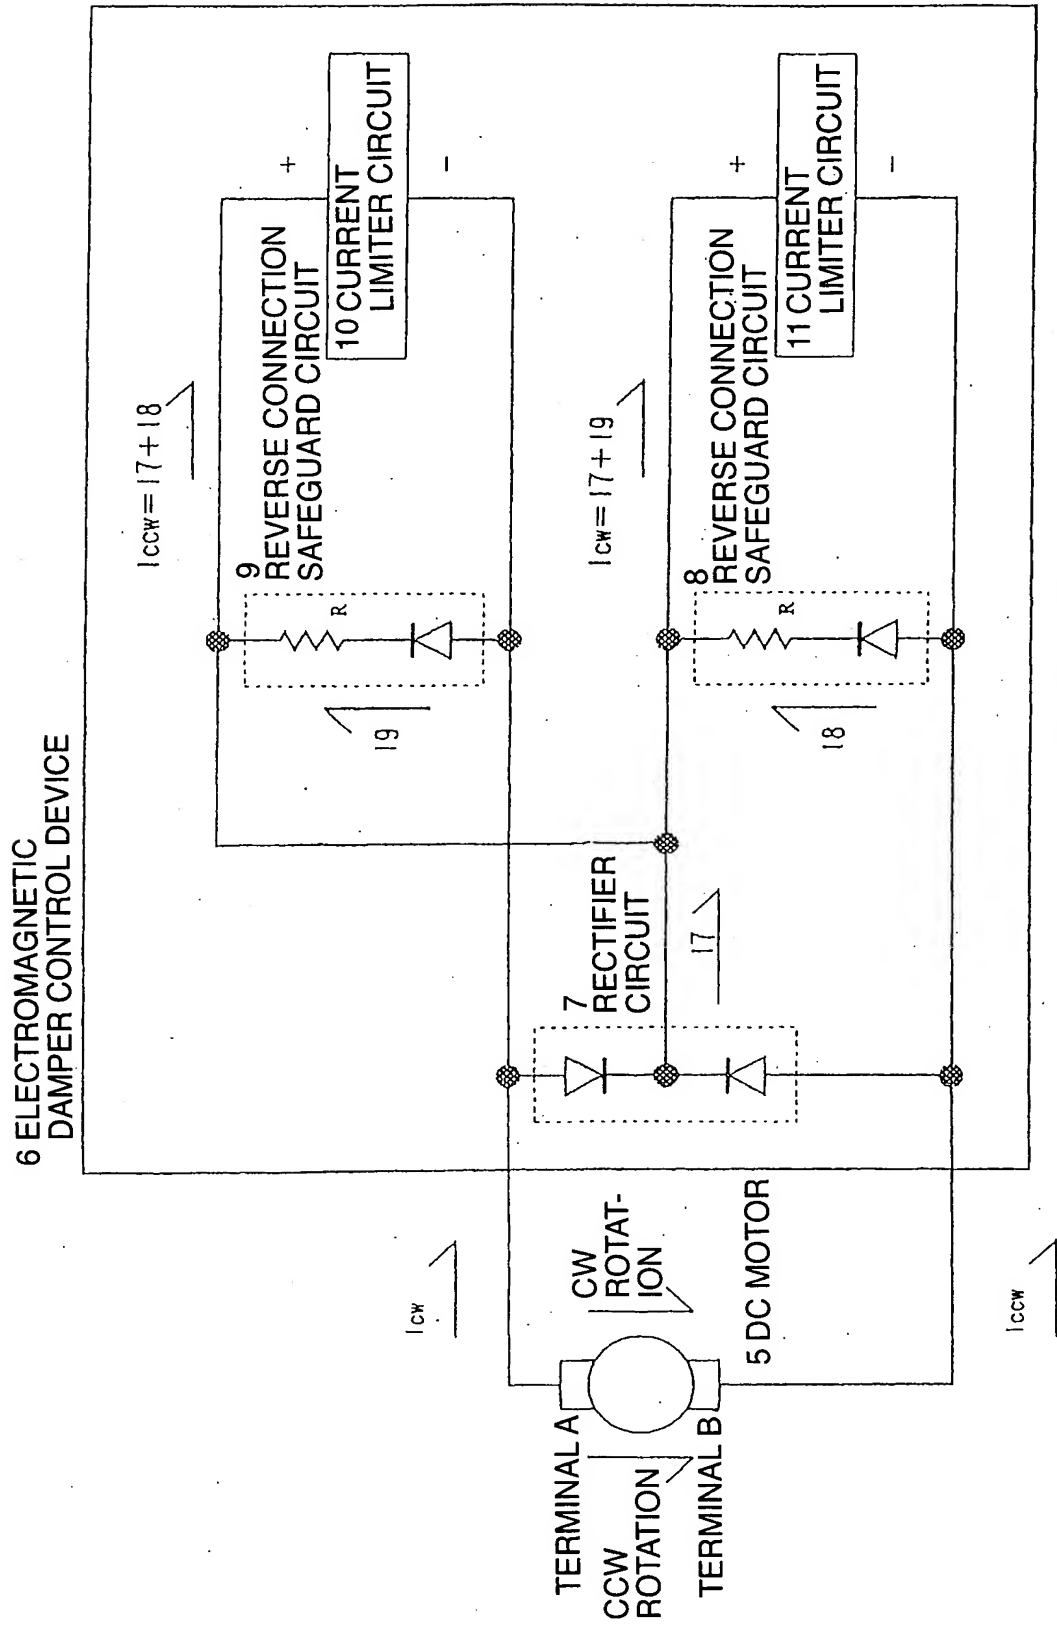 6 ELECTROMAGNETIC
DAMPER CONTROL DEVICE
Iccw=I7+I8
9
REVERSE CONNECTION
SAFEGUARD CIRCUIT
R
I9
+
10 CURRENT
LIMITER CIRCUIT
-
Icw=I7+I9
8
REVERSE CONNECTION
SAFEGUARD CIRCUIT
R
I8
+
11 CURRENT
LIMITER CIRCUIT
-
7
RECTIFIER
CIRCUIT
I7
Icw
CW
ROTAT-
ION
5 DC MOTOR
TERMINAL A
CCW
ROTATION
TERMINAL B
Iccw